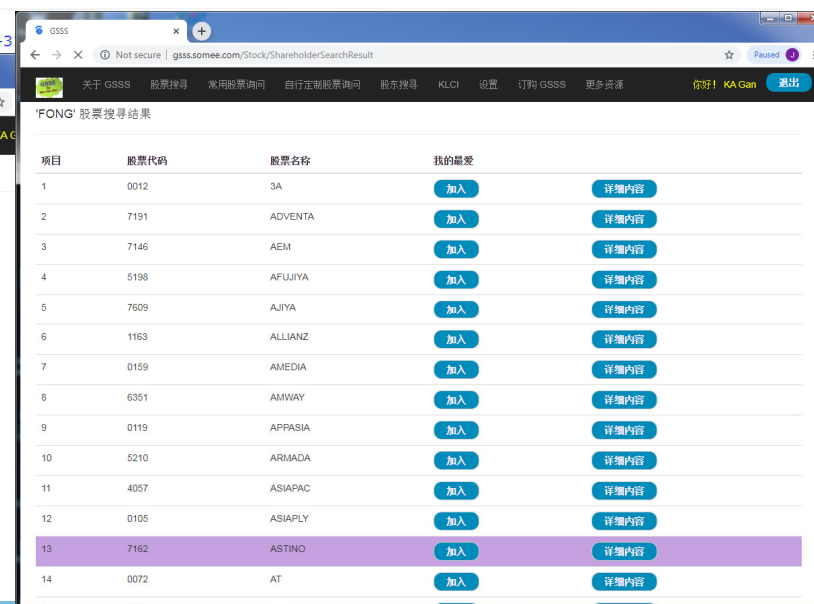 -3
GSSS
Not secure | gsss.somee.com/Stock/ShareholderSearchResult
Paused J
GSSS 关于 GSSS 股票搜寻 常用股票询问 自行定制股票询问 股东搜寻 KLCI 设置 订购 GSSS 更多资源 你好！ KA Gan 退出
'FONG' 股票搜寻结果
项目 股票代码 股票名称 我的最爱
1 0012 3A 加入 详细内容
2 7191 ADVENTA 加入 详细内容
3 7146 AEM 加入 详细内容
4 5198 AFUJIYA 加入 详细内容
5 7609 AJIYA 加入 详细内容
6 1163 ALLIANZ 加入 详细内容
7 0159 AMEDIA 加入 详细内容
8 6351 AMWAY 加入 详细内容
9 0119 APPASIA 加入 详细内容
10 5210 ARMADA 加入 详细内容
11 4057 ASIAPAC 加入 详细内容
12 0105 ASIAPLY 加入 详细内容
13 7162 ASTINO 加入 详细内容
14 0072 AT 加入 详细内容